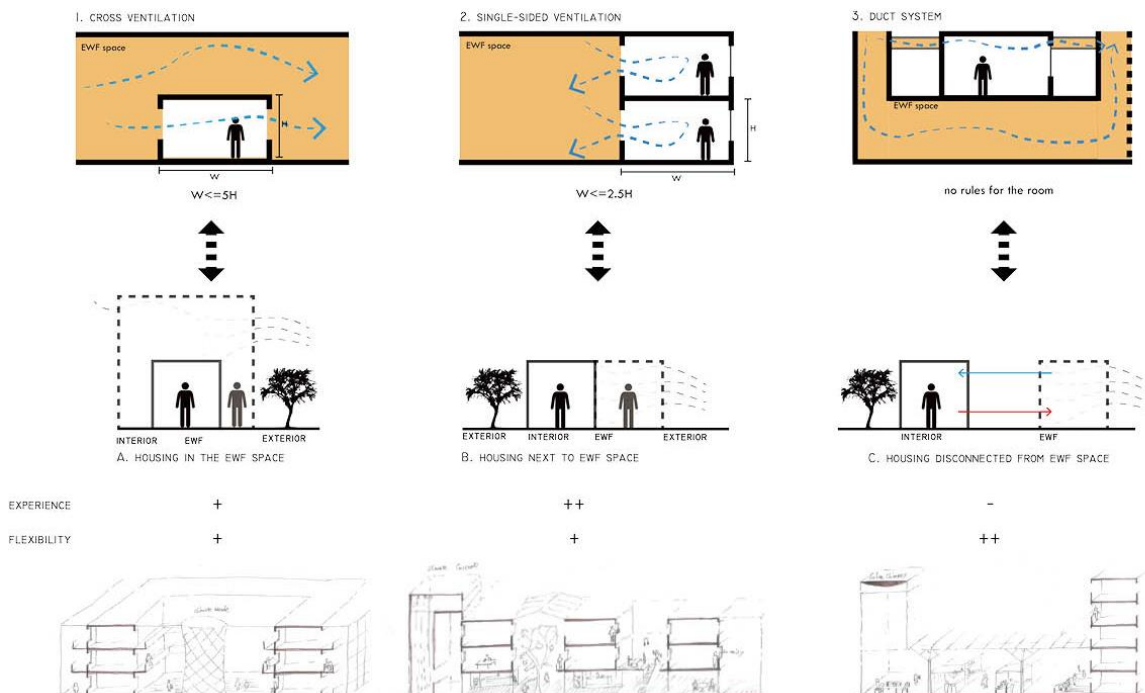 1. CROSS VENTILATION
2. SINGLE-SIDED VENTILATION
3. DUCT SYSTEM
EWF space
EWF space
EWF space
H
H
W
W
W<=5H
W<=2.5H
no rules for the room
INTERIOR EWF EXTERIOR
EXTERIOR INTERIOR EWF EXTERIOR
INTERIOR EWF
A. HOUSING IN THE EWF SPACE
B. HOUSING NEXT TO EWF SPACE
C. HOUSING DISCONNECTED FROM EWF SPACE
EXPERIENCE + ++ -
FLEXIBILITY + + ++